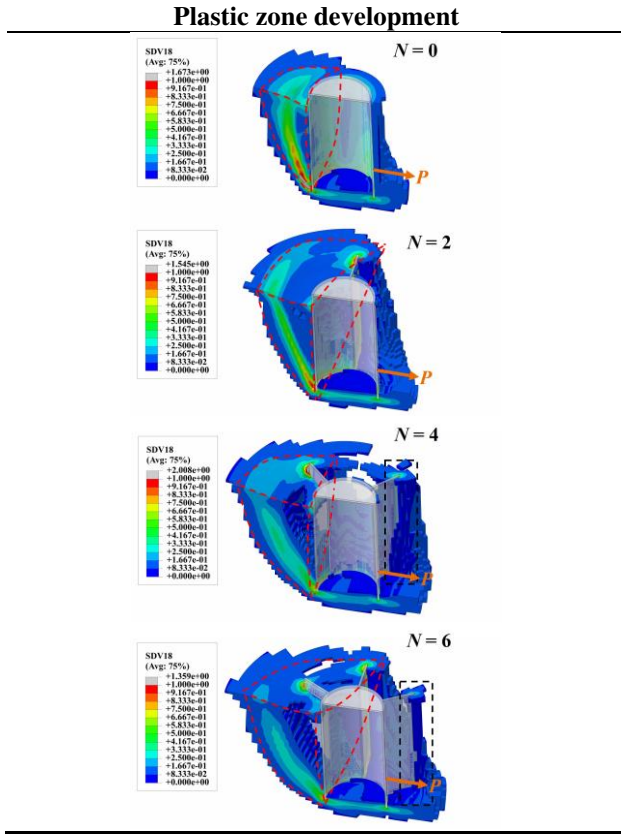 Plastic zone development
N = 0
SDV18
(Avg: 75%)
+1.673e+00
+1.000e+00
+9.167e-01
+8.333e-01
+7.500e-01
+6.667e-01
+5.833e-01
+5.000e-01
+4.167e-01
+3.333e-01
+2.500e-01
+1.667e-01
+8.333e-02
+0.000e+00
P
N = 2
SDV18
(Avg: 75%)
+1.545e+00
+1.000e+00
+9.167e-01
+8.333e-01
+7.500e-01
+6.667e-01
+5.833e-01
+5.000e-01
+4.167e-01
+3.333e-01
+2.500e-01
+1.667e-01
+8.333e-02
+0.000e+00
P
N = 4
SDV18
(Avg: 75%)
+2.008e+00
+1.000e+00
+9.167e-01
+8.333e-01
+7.500e-01
+6.667e-01
+5.833e-01
+5.000e-01
+4.167e-01
+3.333e-01
+2.500e-01
+1.667e-01
+8.333e-02
+0.000e+00
P
N = 6
SDV18
(Avg: 75%)
+1.359e+00
+1.000e+00
+9.167e-01
+8.333e-01
+7.500e-01
+6.667e-01
+5.833e-01
+5.000e-01
+4.167e-01
+3.333e-01
+2.500e-01
+1.667e-01
+8.333e-02
+0.000e+00
P